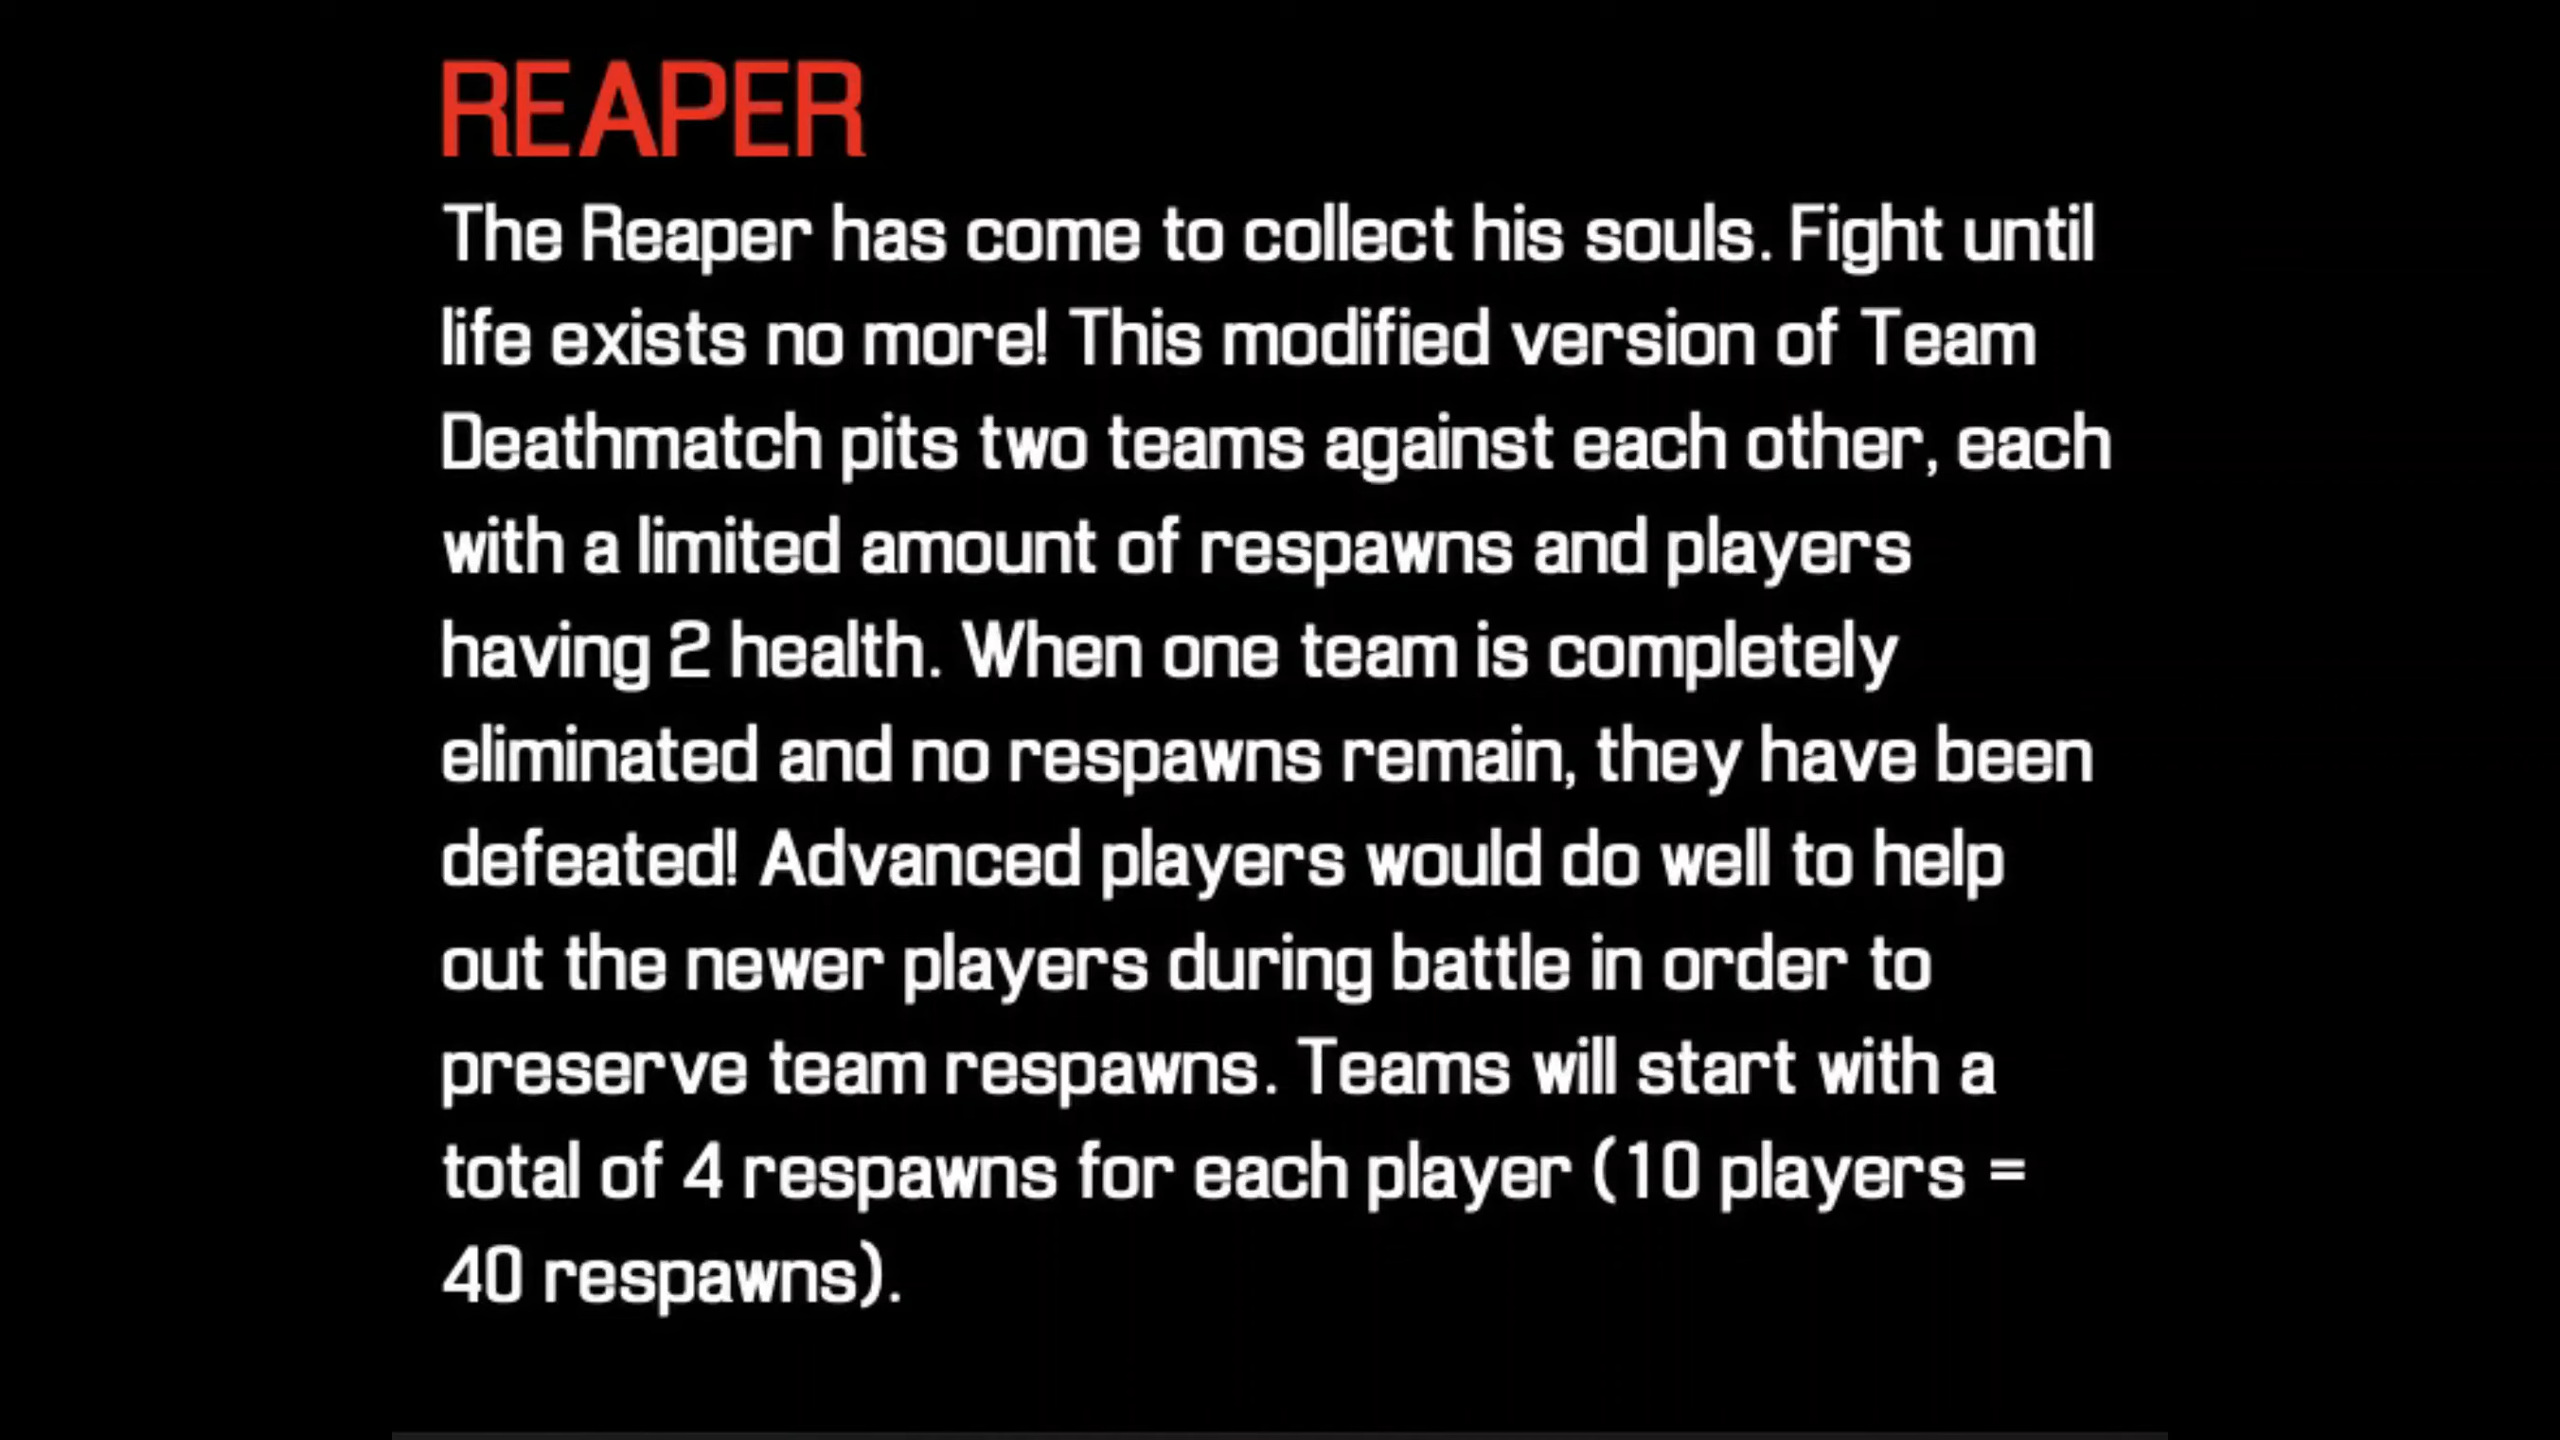 REAPER
The Reaper has come to collect his souls. Fight until
life exists no more! This modified version of Team
Deathmatch pits two teams against each other, each
with a limited amount of respawns and players
having 2 health. When one team is completely
eliminated and no respawns remain, they have been
defeated! Advanced players would do well to help
out the newer players during battle in order to
preserve team respawns. Teams will start with a
total of 4 respawns for each player (10 players =
40 respawns).